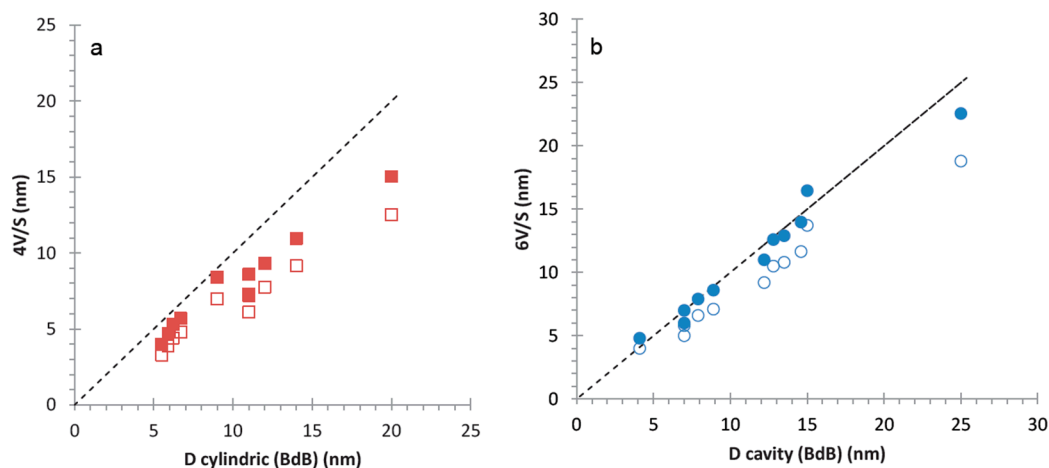 a
25
20
15
10
5
0
4V/S (nm)
0 5 10 15 20 25
D cylindric (BdB) (nm)
b
30
25
20
15
10
5
0
6V/S (nm)
0 5 10 15 20 25 30
D cavity (BdB) (nm)